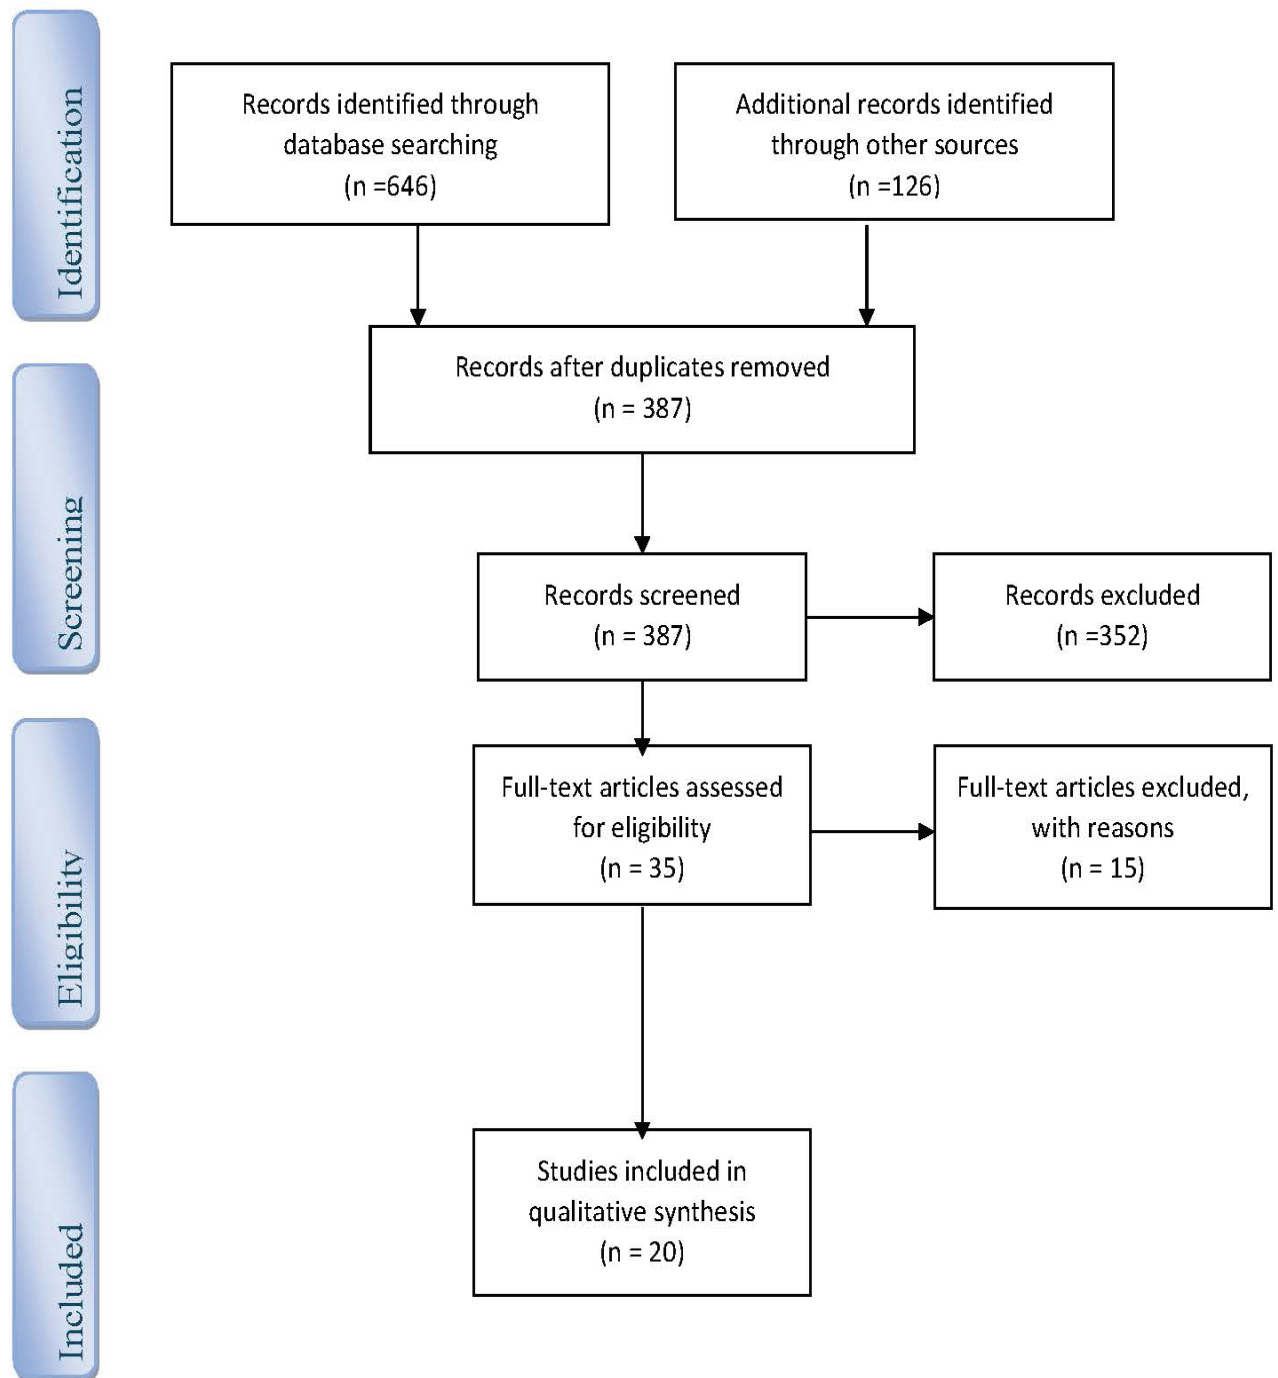 Identification
Records identified through
database searching
(n =646)
Additional records identified
through other sources
(n =126)
Records after duplicates removed
(n = 387)
Screening
Records screened
(n = 387)
Records excluded
(n =352)
Eligibility
Full-text articles assessed
for eligibility
(n = 35)
Full-text articles excluded,
with reasons
(n = 15)
Included
Studies included in
qualitative synthesis
(n = 20)